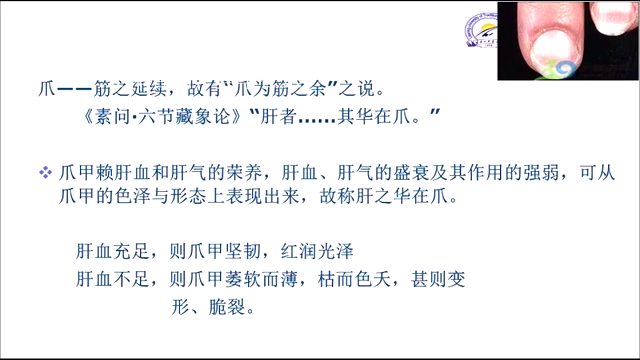 爪——筋之延续，故有“爪为筋之余”之说。
《素问·六节藏象论》“肝者……其华在爪。”
爪甲赖肝血和肝气的荣养，肝血、肝气的盛衰及其作用的强弱，可从
爪甲的色泽与形态上表现出来，故称肝之华在爪。
肝血充足，则爪甲坚韧，红润光泽
肝血不足，则爪甲萎软而薄，枯而色夭，甚则变
形、脆裂。